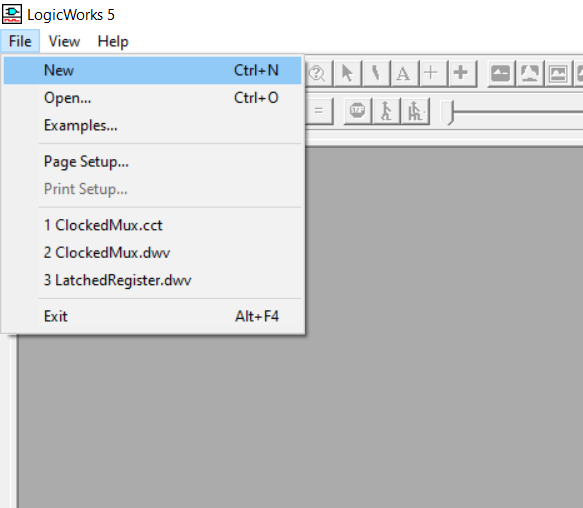 LogicWorks 5
File View Help
New Ctrl+N
Open... Ctrl+O
Examples...
Page Setup...
Print Setup...
1 ClockedMux.cct
2 ClockedMux.dwv
3 LatchedRegister.dwv
Exit Alt+F4